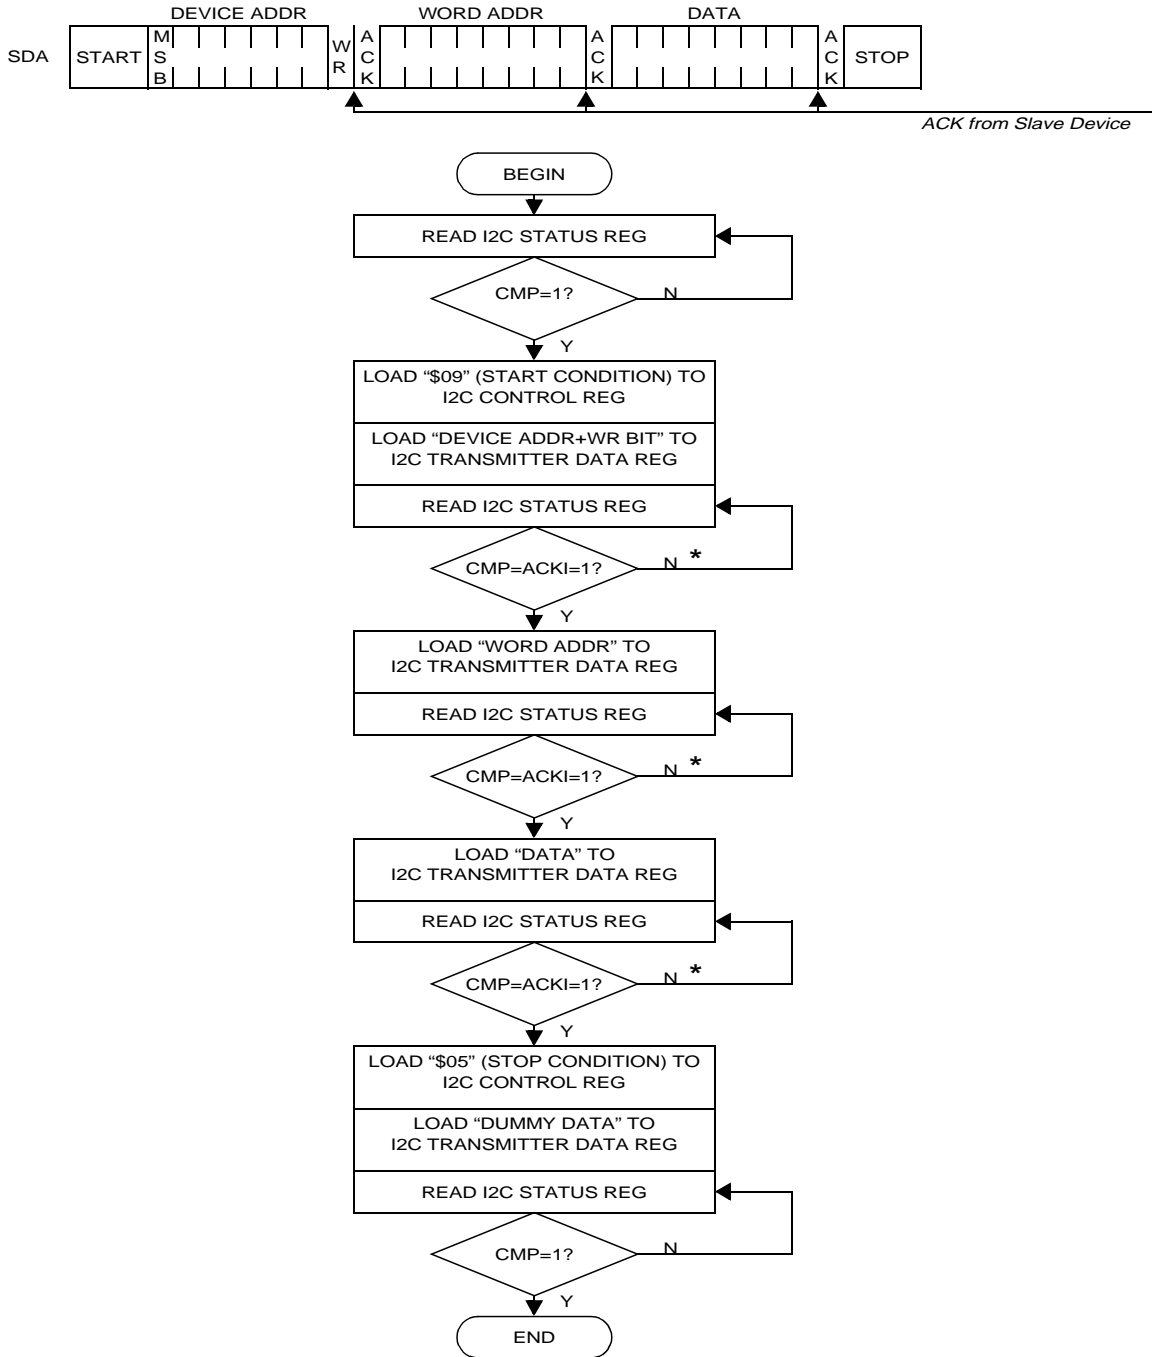 DEVICE ADDR WORD ADDR DATA
SDA START MSB WR ACK ACK ACK STOP
ACK from Slave Device
BEGIN
READ I2C STATUS REG
CMP=1? N
Y
LOAD “$09” (START CONDITION) TO
I2C CONTROL REG
LOAD “DEVICE ADDR+WR BIT” TO
I2C TRANSMITTER DATA REG
READ I2C STATUS REG
CMP=ACKI=1? N *
Y
LOAD “WORD ADDR” TO
I2C TRANSMITTER DATA REG
READ I2C STATUS REG
CMP=ACKI=1? N *
Y
LOAD “DATA” TO
I2C TRANSMITTER DATA REG
READ I2C STATUS REG
CMP=ACKI=1? N *
Y
LOAD “$05” (STOP CONDITION) TO
I2C CONTROL REG
LOAD “DUMMY DATA” TO
I2C TRANSMITTER DATA REG
READ I2C STATUS REG
CMP=1? N
Y
END